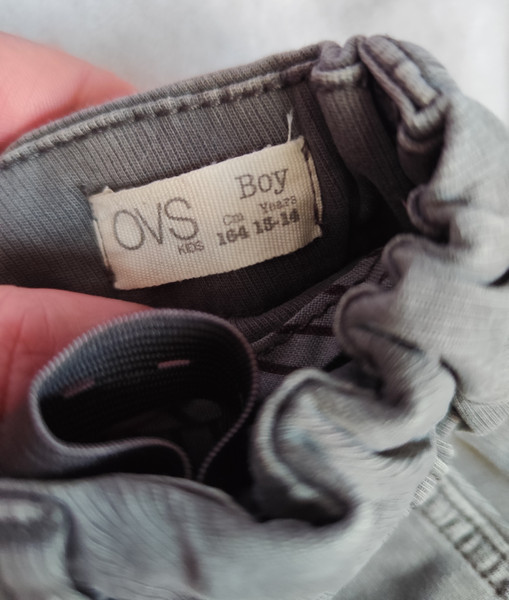 OVS
KIDS
Boy
Cm Years
164 13-14